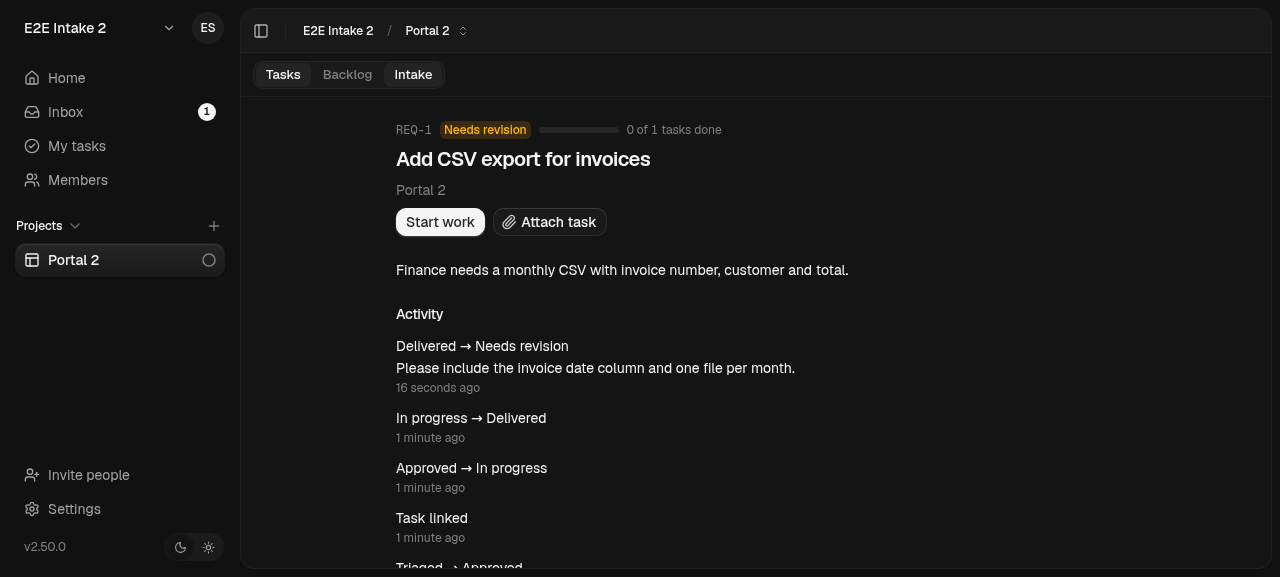 E2E Intake 2
ES
Home
Inbox
1
My tasks
Members
Projects
Portal 2
Invite people
Settings
v2.50.0
E2E Intake 2 / Portal 2
Tasks
Backlog
Intake
REQ-1 Needs revision 0 of 1 tasks done
Add CSV export for invoices
Portal 2
Start work
Attach task
Finance needs a monthly CSV with invoice number, customer and total.
Activity
Delivered → Needs revision
Please include the invoice date column and one file per month.
16 seconds ago
In progress → Delivered
1 minute ago
Approved → In progress
1 minute ago
Task linked
1 minute ago
Triaged → Approved